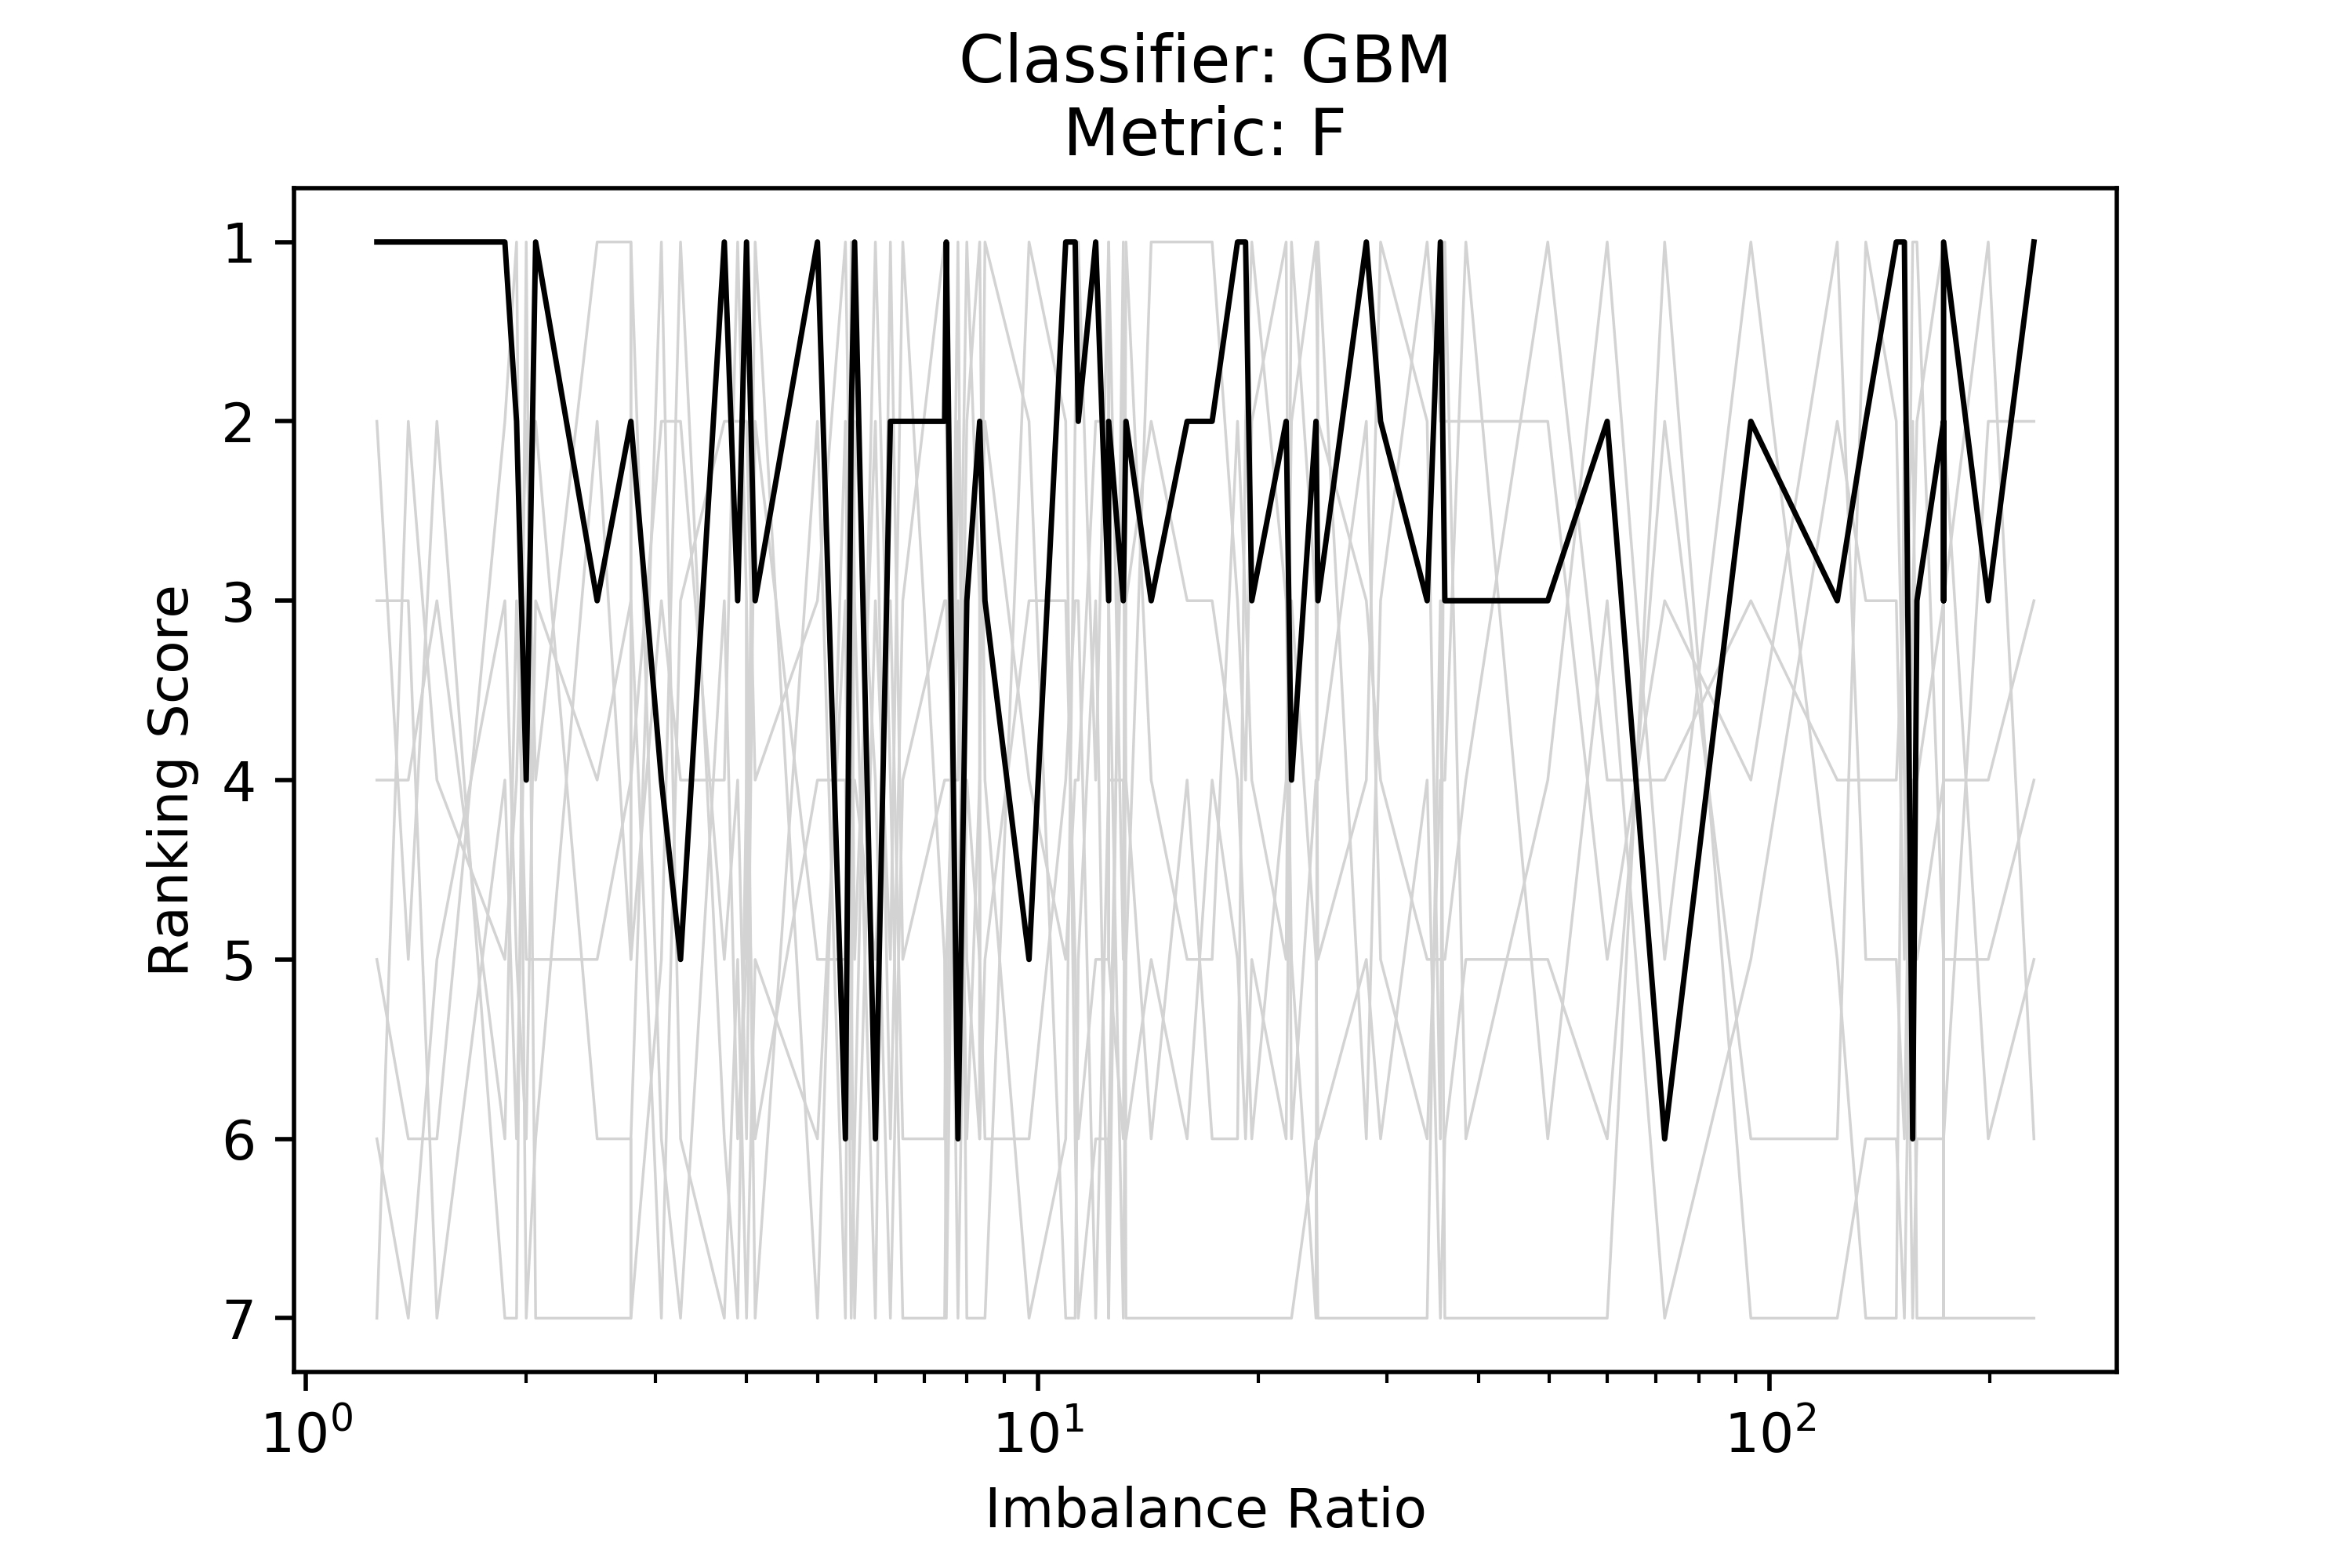 Classifier: GBM
Metric: F
1
2
3
4
5
6
7
Ranking Score
10⁰
10¹
10²
Imbalance Ratio